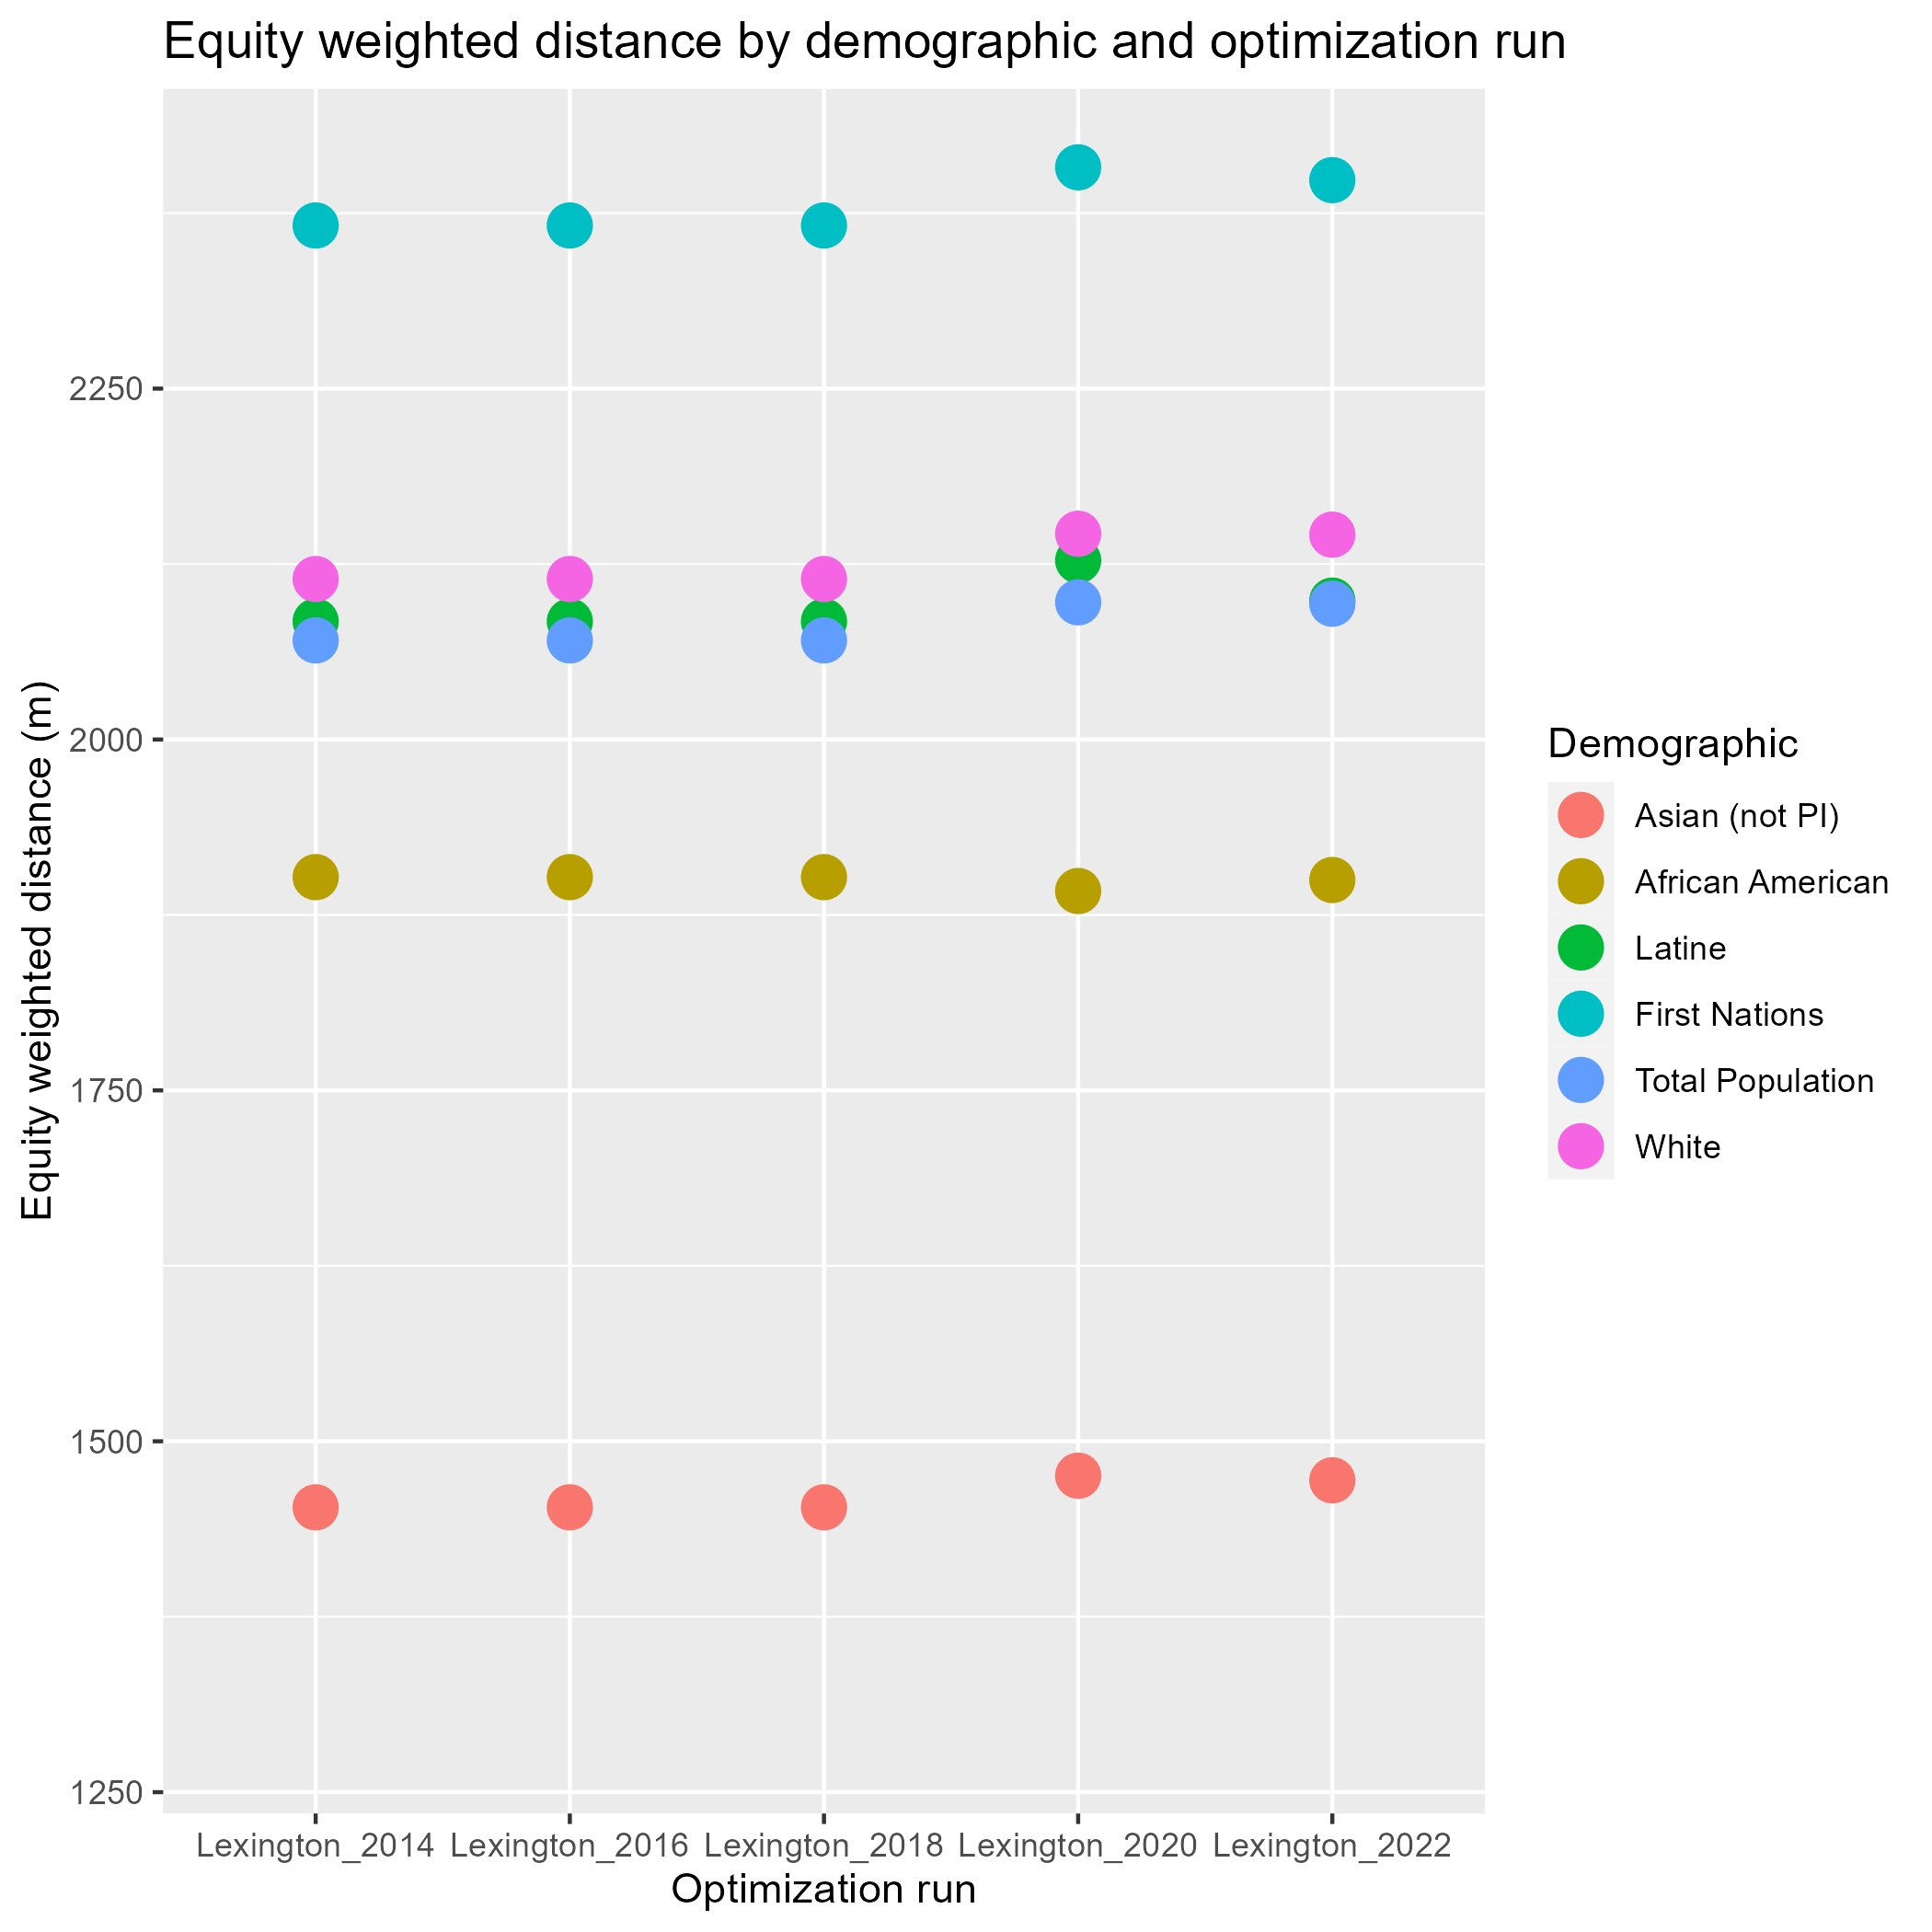 Equity weighted distance by demographic and optimization run
Equity weighted distance (m)
2250
2000
1750
1500
1250
Lexington_2014 Lexington_2016 Lexington_2018 Lexington_2020 Lexington_2022
Optimization run
Demographic
Asian (not PI)
African American
Latine
First Nations
Total Population
White